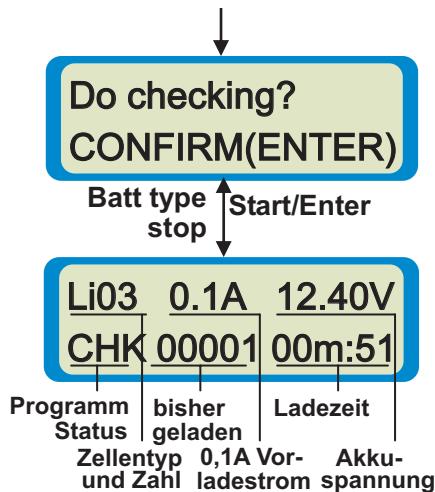 Do checking?
CONFIRM(ENTER)
Batt type
stop
Start/Enter
Li03 0.1A 12.40V
CHK 00001 00m:51
Programm
Status
bisher
geladen
Ladezeit
Zellentyp
und Zahl
0,1A Vor-
ladestrom
Akku-
spannung